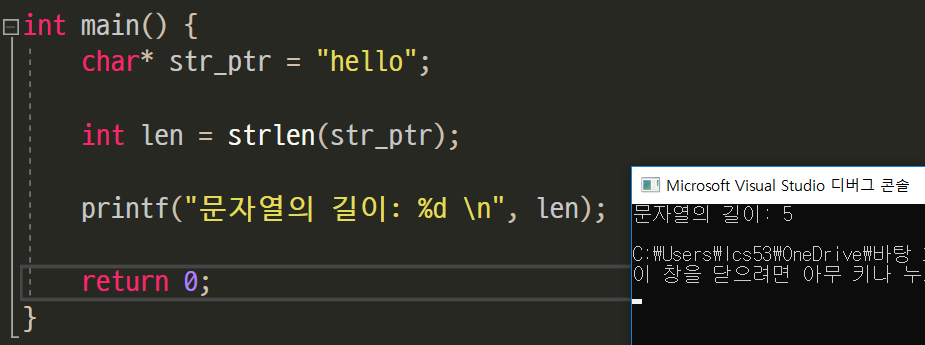 int main() {
char* str_ptr = "hello";
int len = strlen(str_ptr);
printf("문자열의 길이: %d \n", len);
return 0;
}
Microsoft Visual Studio 디버그 콘솔
문자열의 길이: 5
C:₩Users₩lcs53₩OneDrive₩바탕
이 창을 닫으려면 아무 키나 누